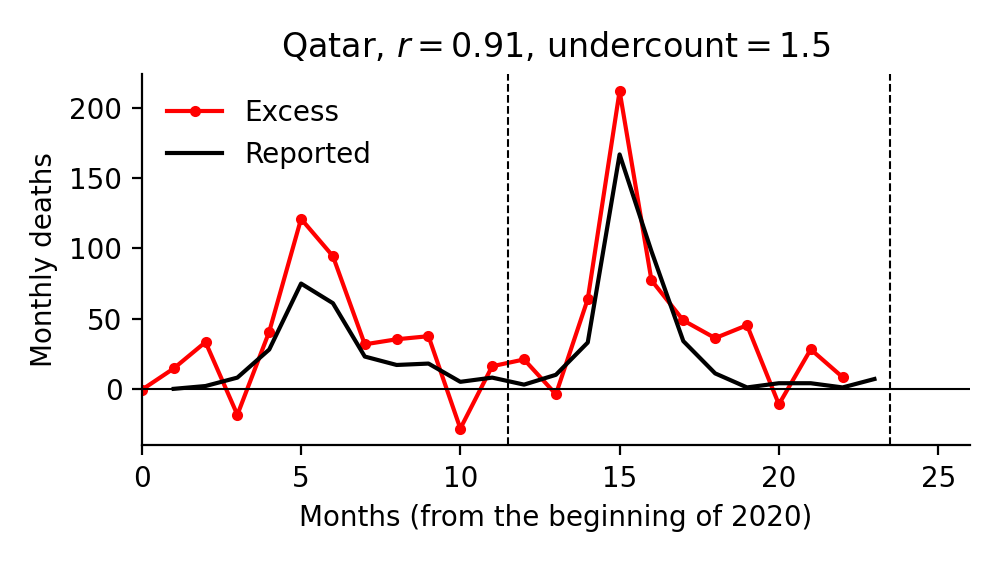 Qatar, r = 0.91, undercount = 1.5
Excess
Reported
Monthly deaths
200
150
100
50
0
0 5 10 15 20 25
Months (from the beginning of 2020)